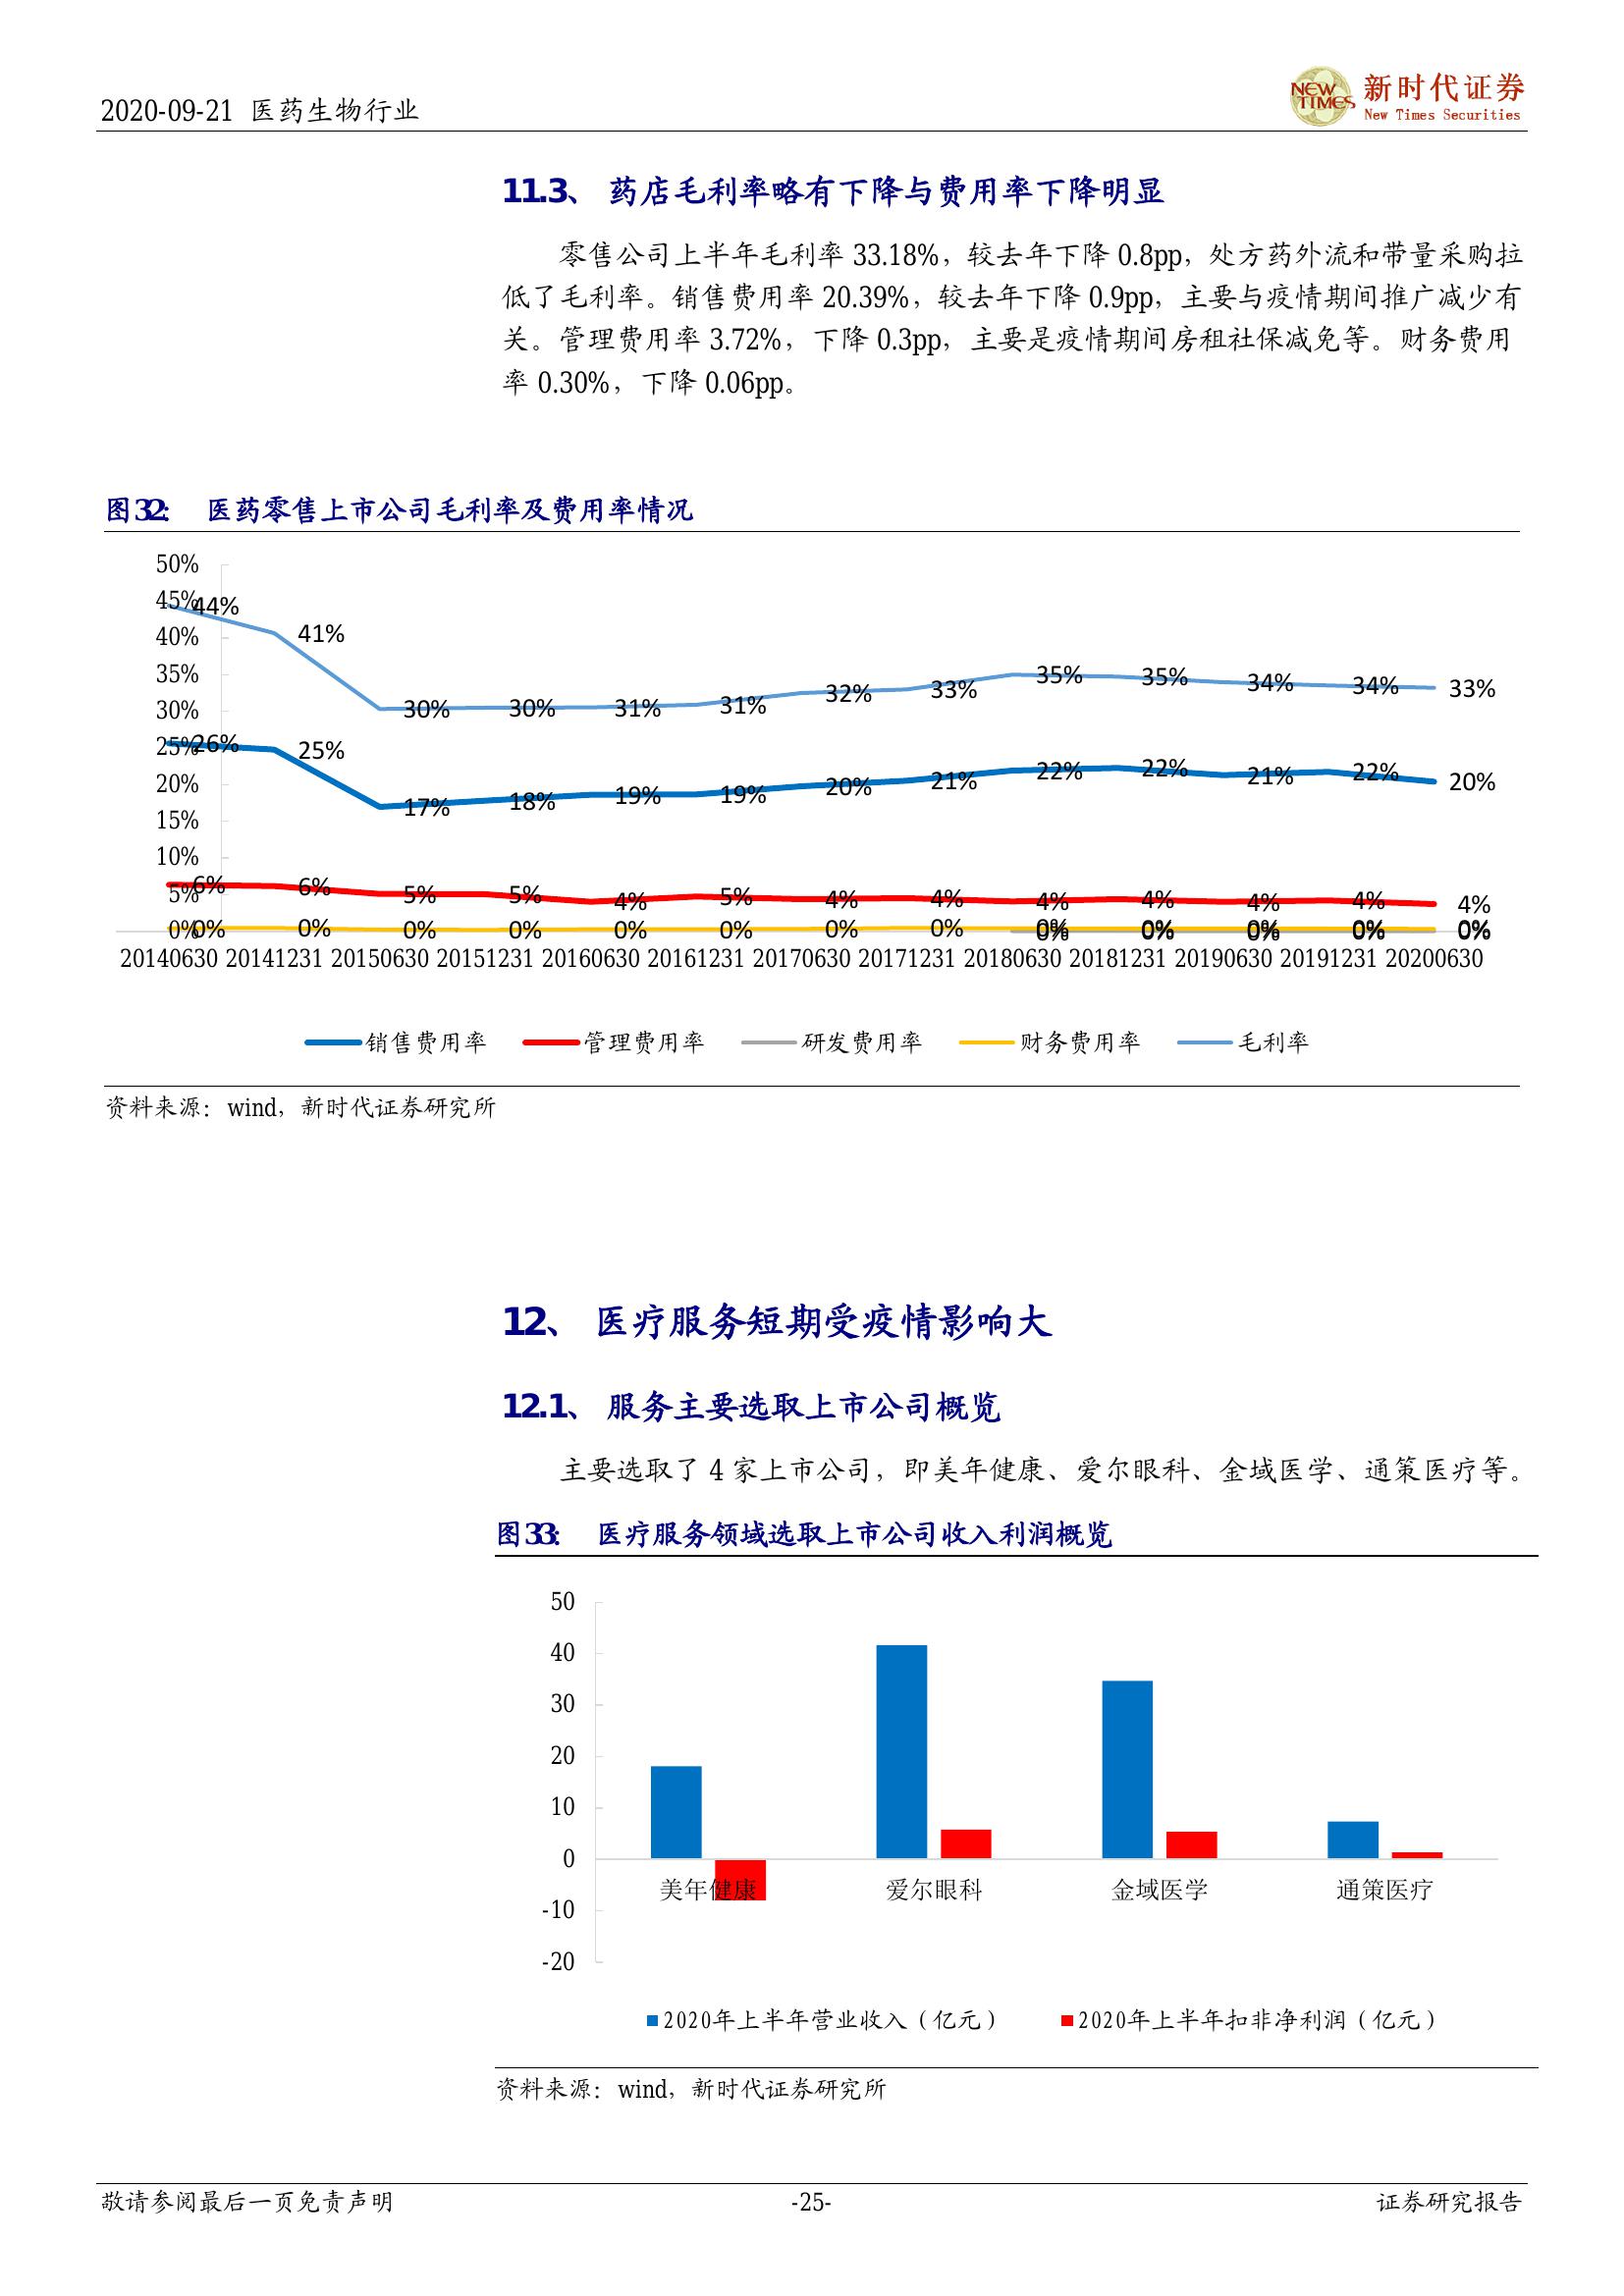 2020-09-21 医药生物行业
NEW TIMES
新时代证券
New Times Securities
11.3、 药店毛利率略有下降与费用率下降明显
零售公司上半年毛利率 33.18%，较去年下降 0.8pp，处方药外流和带量采购拉
低了毛利率。销售费用率 20.39%，较去年下降 0.9pp，主要与疫情期间推广减少有
关。管理费用率 3.72%，下降 0.3pp，主要是疫情期间房租社保减免等。财务费用
率 0.30%，下降 0.06pp。
图32： 医药零售上市公司毛利率及费用率情况
50%
45%
40%
35%
30%
25%
20%
15%
10%
5%
0%
44% 41% 30% 30% 31% 31% 32% 33% 35% 35% 34% 34% 33%
26% 25% 17% 18% 19% 19% 20% 21% 22% 22% 21% 22% 20%
6% 6% 5% 5% 4% 5% 4% 4% 4% 4% 4% 4% 4%
0% 0% 0% 0% 0% 0% 0% 0% 0% 0% 0% 0% 0%
0% 0% 0% 0% 0%
20140630 20141231 20150630 20151231 20160630 20161231 20170630 20171231 20180630 20181231 20190630 20191231 20200630
销售费用率 管理费用率 研发费用率 财务费用率 毛利率
资料来源：wind，新时代证券研究所
12、 医疗服务短期受疫情影响大
12.1、 服务主要选取上市公司概览
主要选取了 4 家上市公司，即美年健康、爱尔眼科、金域医学、通策医疗等。
图33： 医疗服务领域选取上市公司收入利润概览
50
40
30
20
10
0
-10
-20
美年健康 爱尔眼科 金域医学 通策医疗
2020年上半年营业收入（亿元） 2020年上半年扣非净利润（亿元）
资料来源：wind，新时代证券研究所
敬请参阅最后一页免责声明 -25- 证券研究报告